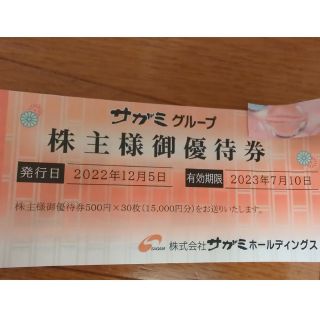 サガミグループ
株主様御優待券
発行日 2022年12月5日 有効期限 2023年7月10日
株主様御優待券500円×30枚(15,000円分)をお送りいたします。
SAGAMI 株式会社サガミホールディングス